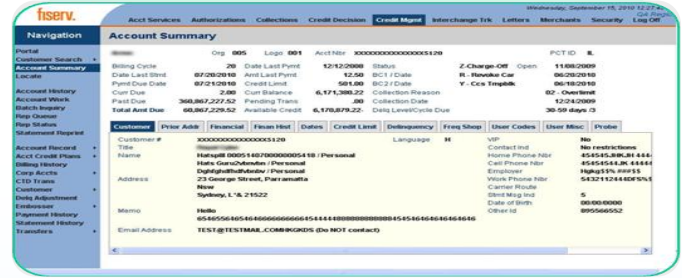 fiserv.
Wednesday, September 15, 2010 12:27:4
QA Regio
Acct Services Authorizations Collections Credit Decision Credit Mgmt Interchange Trk Letters Merchants Security Log Off
Navigation
Account Summary
Portal
Customer Search
Account Summary
Locate
Account History
Account Work
Batch Inquiry
Rep Queue
Rep Status
Statement Reprint
Account Record
Acct Credit Plans
Billing History
Corp Accts
CTD Trans
Customer
Delq Adjustment
Embosser
Payment History
Statement History
Transfers
Org 005 Logo 001 Acct Nbr PCT ID IL
Billing Cycle 20 Date Last Pymt 12/12/2008 Status Z-Charge-Off Open 11/08/2009
Date Last Stmt 07/20/2010 Amt Last Pymt 12.50 BC1 / Date R - Revoke Car 06/20/2010
Pymt Due Date 07/21/2010 Credit Limit 501.00 BC2 / Date Y - Ccs Tmpblk 06/18/2010
Curr Due 2.00 Curr Balance 6,171,380.22 Collection Reason 02 - Overlimit
Past Due 360,867,227.52 Pending Trans .00 Collection Date 12/24/2009
Total Amt Due 60,867,229.52 Available Credit 6,170,879.22- Delq Level/Cycle Due 30-59 days /3
Customer Prior Addr Financial Finan Hist Dates Credit Limit Delinquency Freq Shop User Codes User Misc Probe
Customer # Language H VIP No
Title Contact Ind No restrictions
Name Home Phone Nbr
Cell Phone Nbr
Employer
Address 23 George Street, Parramatta Work Phone Nbr
Nsw Carrier Route
Sydney, L*& 21522 Stmt Msg Ind S
Date of Birth 00/00/0000
Memo Hello Other Id 895566552
Email Address TEST@TESTMAIL.COMHKGKDS (Do NOT contact)